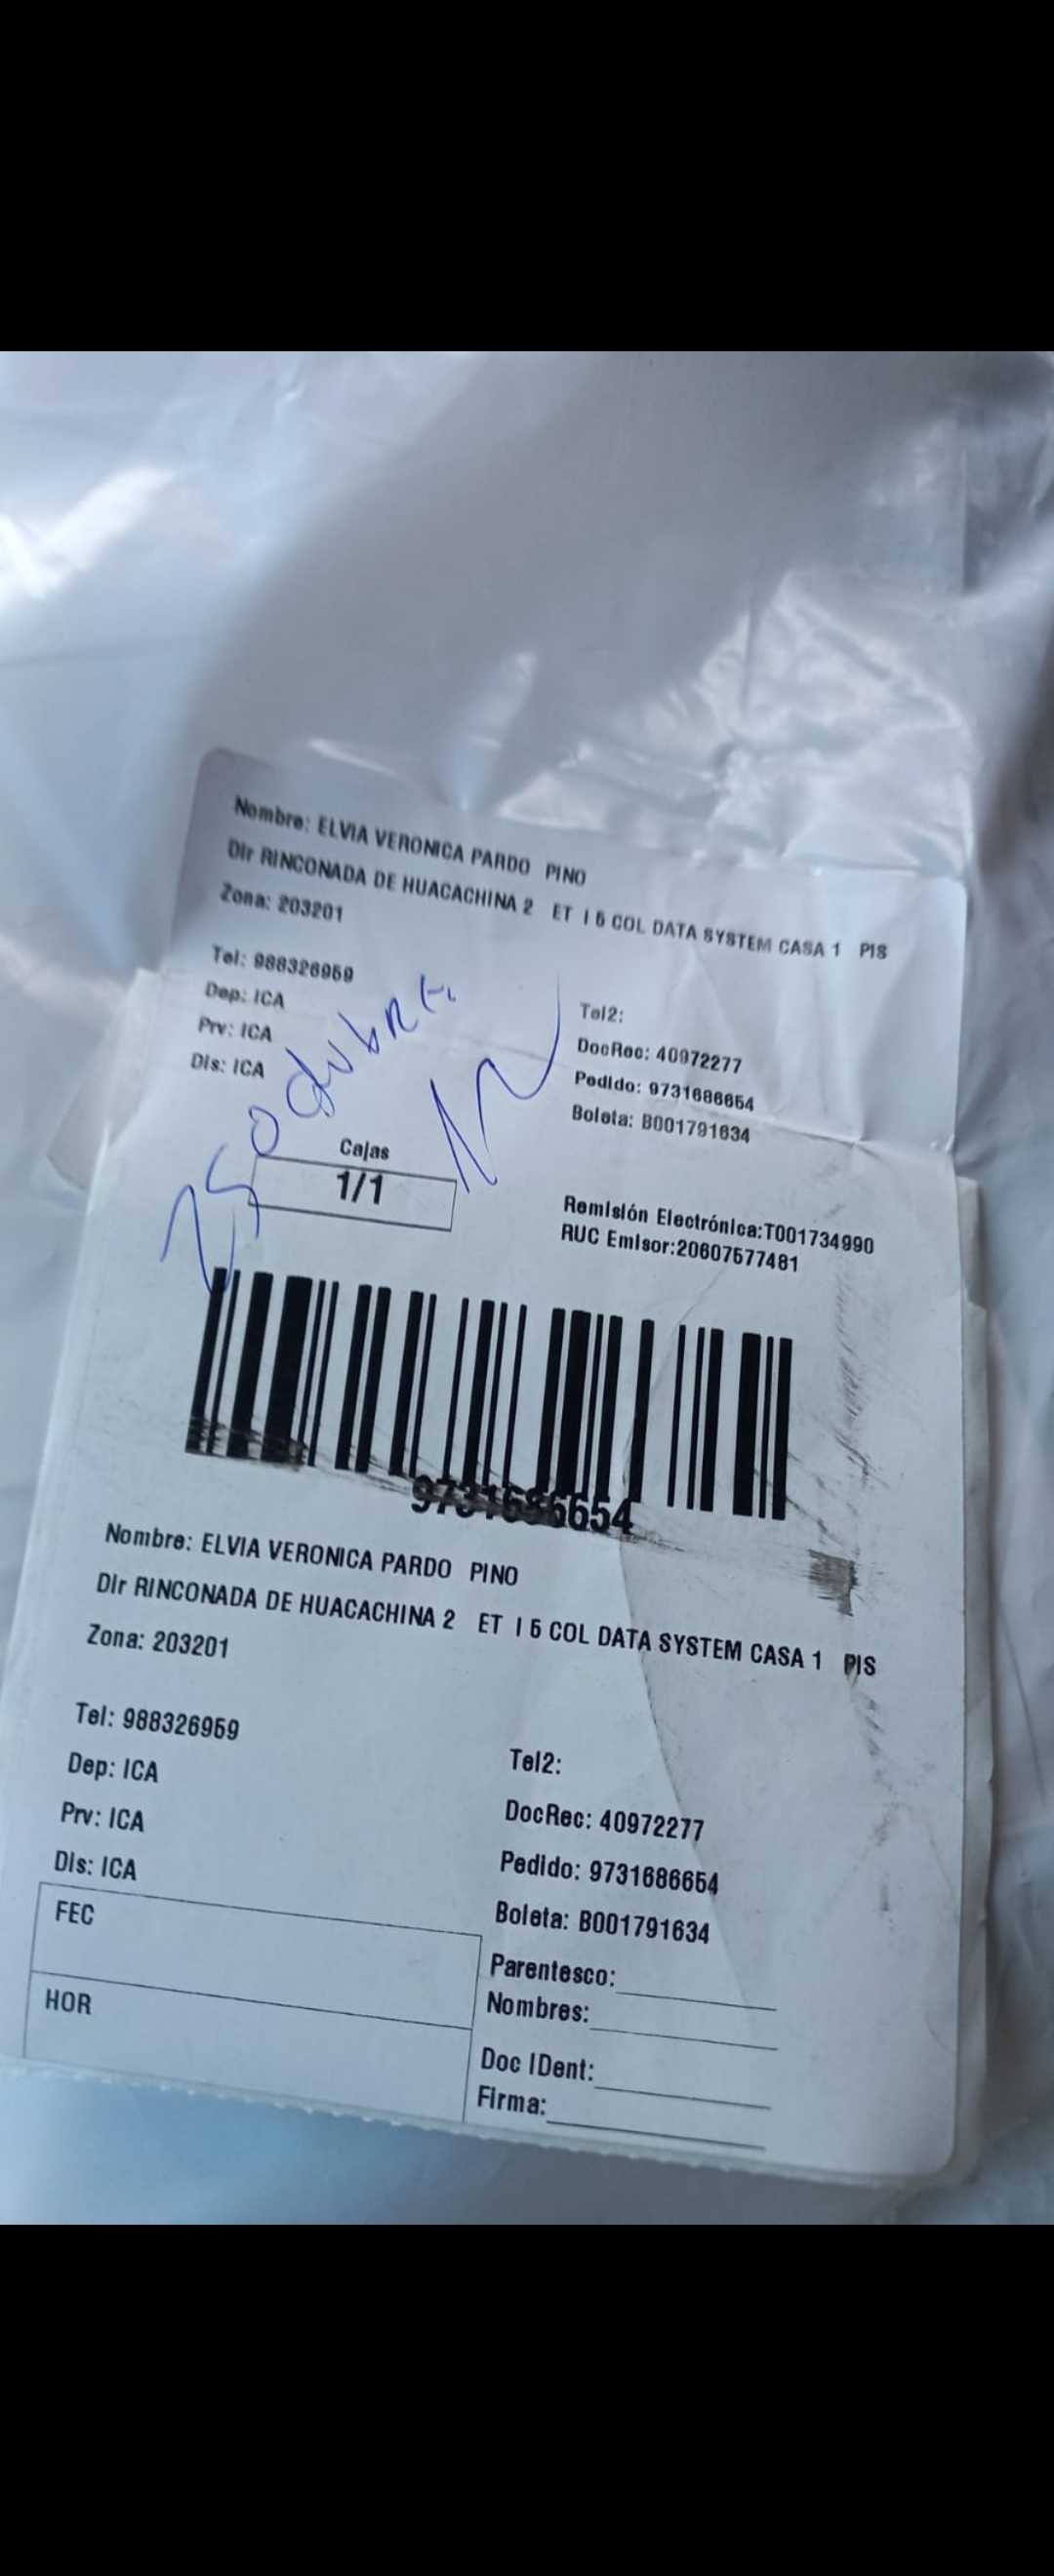 Nombre: ELVIA VERONICA PARDO PINO
Dir RINCONADA DE HUACACHINA 2 ET I 5 COL DATA SYSTEM CASA 1 PIS
Zona: 203201
Tel: 988326959
Dep: ICA
Prv: ICA
Dis: ICA
Tel2:
DocRec: 40972277
Pedido: 9731686654
Boleta: B001791634
Cajas
1/1
Remisión Electrónica:T001734990
RUC Emisor:20607577481
9731686654
Nombre: ELVIA VERONICA PARDO PINO
Dir RINCONADA DE HUACACHINA 2 ET I 5 COL DATA SYSTEM CASA 1 PIS
Zona: 203201
Tel: 988326959
Dep: ICA
Prv: ICA
Dis: ICA
FEC
HOR
Tel2:
DocRec: 40972277
Pedido: 9731686654
Boleta: B001791634
Parentesco:
Nombres:
Doc IDent:
Firma: